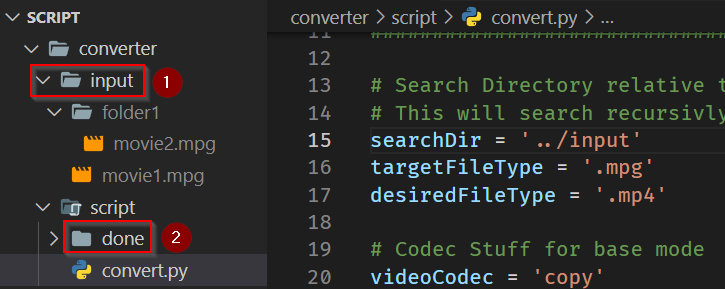 SCRIPT
converter
input
1
folder1
movie2.mpg
movie1.mpg
script
done
2
convert.py
converter > script > convert.py > ...
11 ##############################
12
13 # Search Directory relative t
14 # This will search recursivly
15 searchDir = '../input'
16 targetFileType = '.mpg'
17 desiredFileType = '.mp4'
18
19 # Codec Stuff for base mode
20 videoCodec = 'copy'